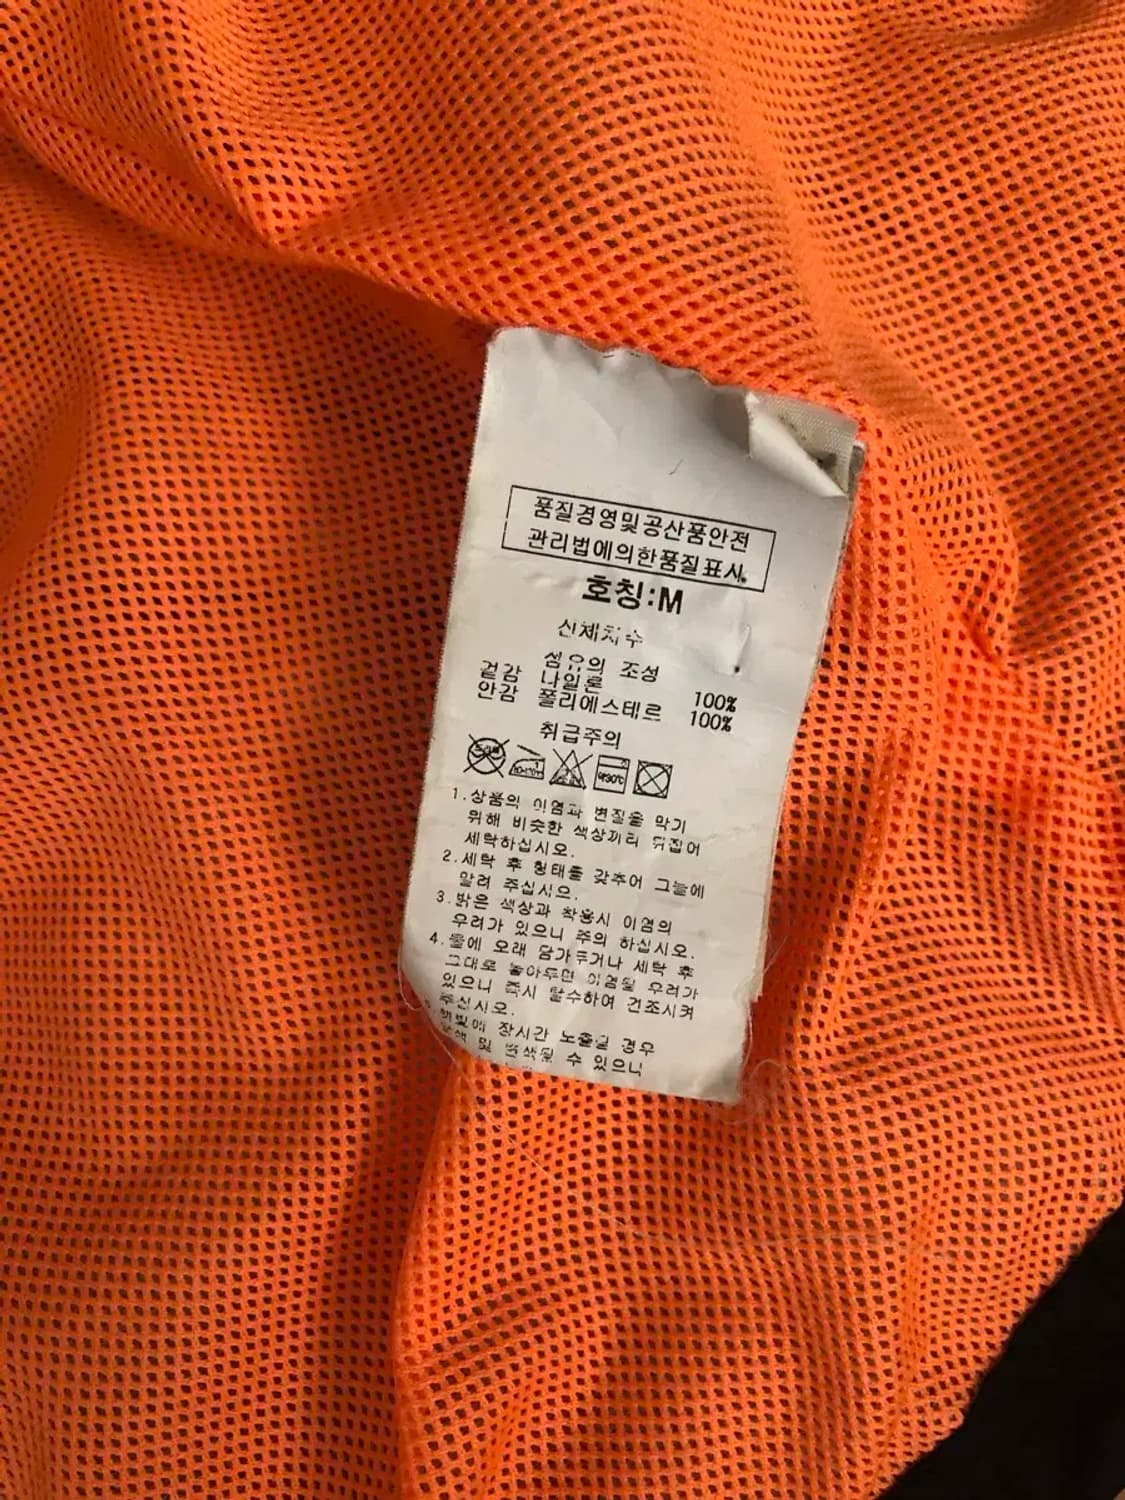 품질경영및공산품안전
관리법에의한품질표시
호칭:M
신체치수
섬유의 조성
겉감 나일론 100%
안감 폴리에스테르 100%
취급주의
1.상품의 이염과 변질을 막기
위해 비슷한 색상끼리 뒤집어
세탁하십시오.
2.세탁 후 형태를 갖추어 그늘에
말려 주십시오.
3.밝은 색상과 착용시 이염의
우려가 있으니 주의 하십시오.
4.물에 오래 담가두거나 세탁 후
그대로 놓아두면 이염될 우려가
있으니 즉시 탈수하여 건조시켜
주십시오.
햇빛에 장시간 노출될 경우
및 변색될 수 있으니